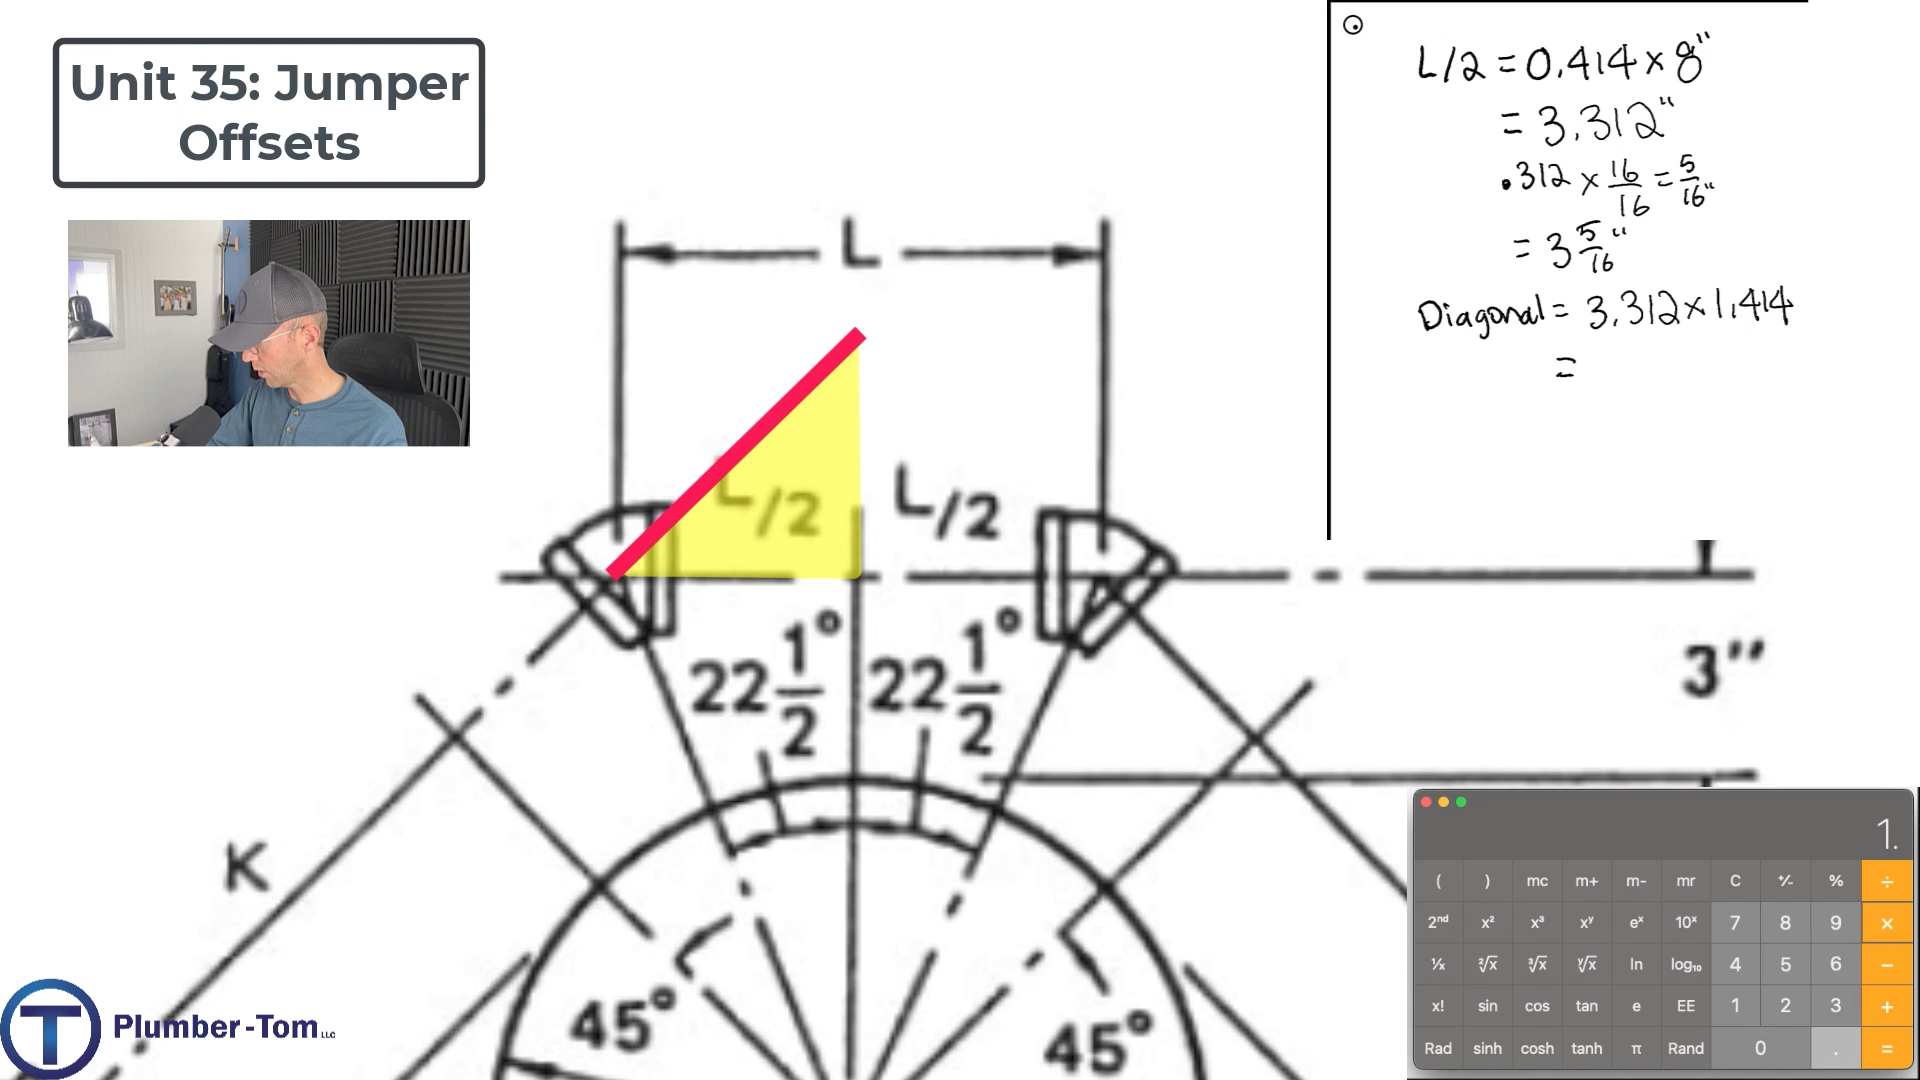 Unit 35: Jumper
Offsets
L/2 = 0.414 x 8"
= 3.312"
.312 x 16/16 = 5/16"
= 3 5/16"
Diagonal = 3.312 x 1.414
=
L
L/2
L/2
22 1/2°
22 1/2°
3"
K
45°
45°
Plumber-Tom LLC
1.
( ) mc m+ m- mr C +/- % ÷
2nd x² x³ xʸ eˣ 10ˣ 7 8 9 ×
1/x ²√x ³√x ʸ√x ln log₁₀ 4 5 6 −
x! sin cos tan e EE 1 2 3 +
Rad sinh cosh tanh π Rand 0 . =